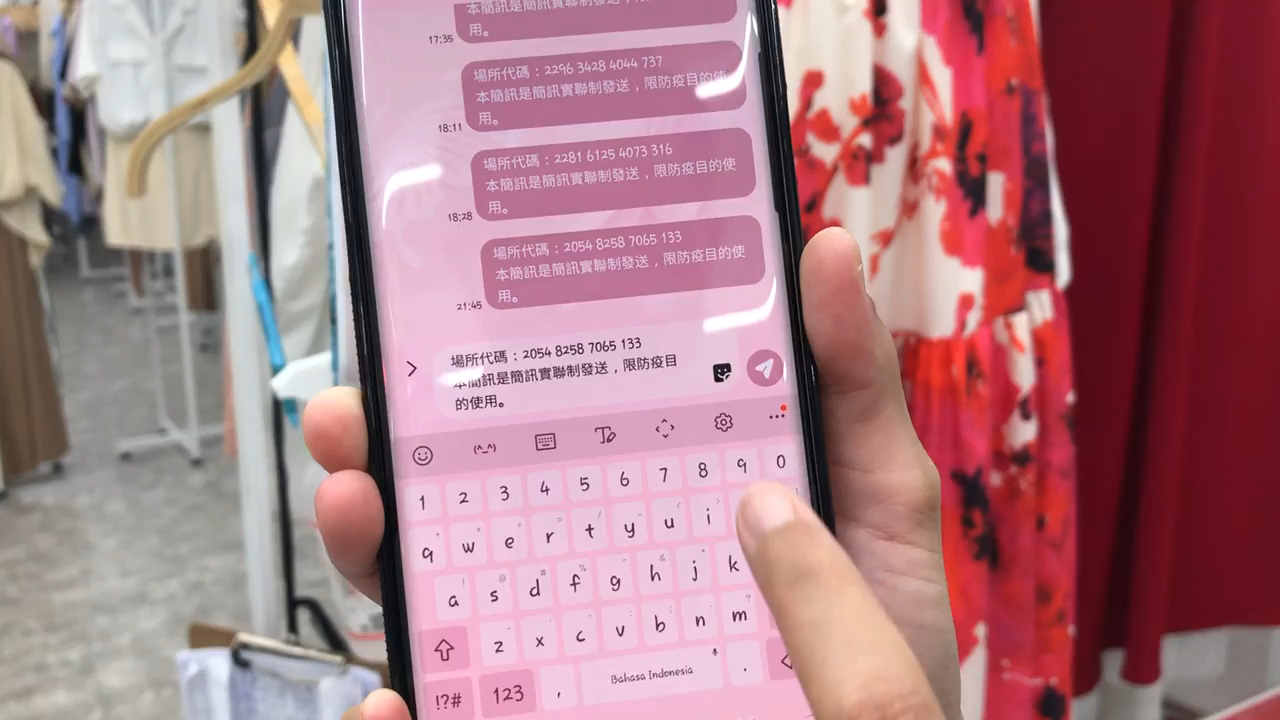 本簡訊是簡訊實聯制發送,限防疫目的使
用。
17:35
場所代碼:2296 3428 4044 737
本簡訊是簡訊實聯制發送,限防疫目的使
用。
18:11
場所代碼:2281 6125 4073 316
本簡訊是簡訊實聯制發送,限防疫目的使
用。
18:28
場所代碼:2054 8258 7065 133
本簡訊是簡訊實聯制發送,限防疫目的使
用。
21:45
場所代碼:2054 8258 7065 133
本簡訊是簡訊實聯制發送,限防疫目
的使用。
(^_^)
1 2 3 4 5 6 7 8 9 0
q w e r t y u i
a s d f g h j k
z x c v b n m
!?# 123 , Bahasa Indonesia .